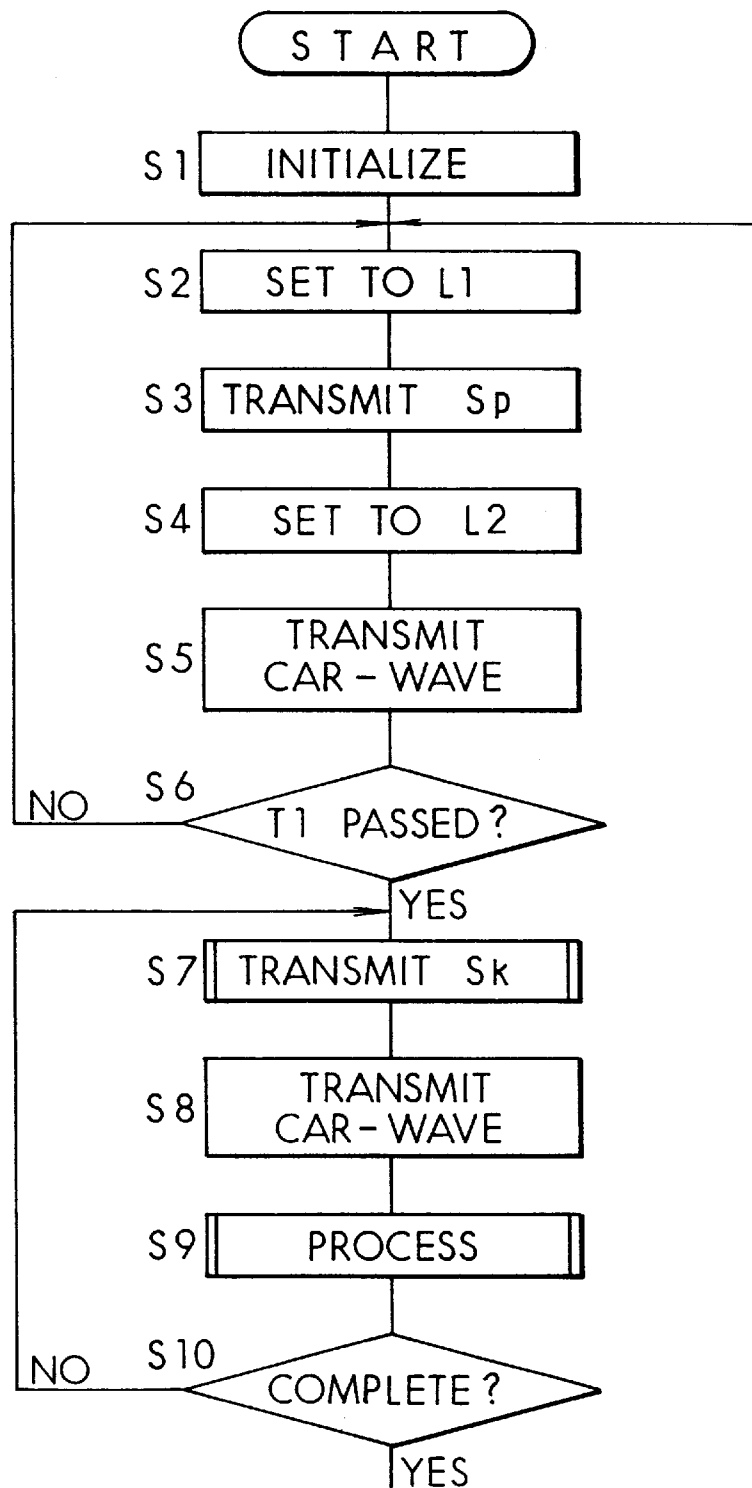 START
S1 INITIALIZE
S2 SET TO L1
S3 TRANSMIT Sp
S4 SET TO L2
S5 TRANSMIT
CAR-WAVE
S6
NO T1 PASSED?
YES
S7 TRANSMIT Sk
S8 TRANSMIT
CAR-WAVE
S9 PROCESS
S10
NO COMPLETE?
YES